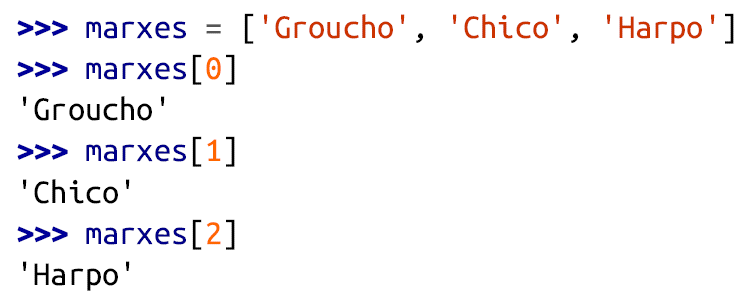 >>> marxes = ['Groucho', 'Chico', 'Harpo']
>>> marxes[0]
'Groucho'
>>> marxes[1]
'Chico'
>>> marxes[2]
'Harpo'